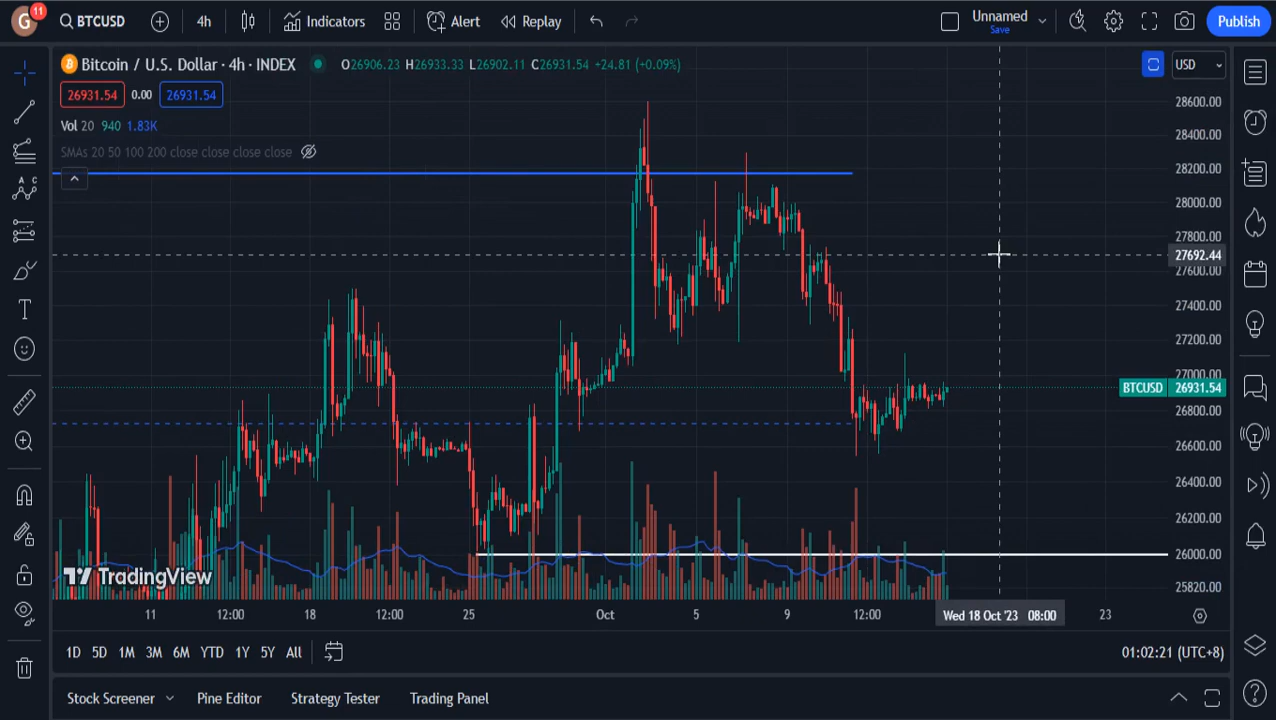 G
11
BTCUSD
4h
Indicators
Alert
Replay
Unnamed
Save
Publish
Bitcoin / U.S. Dollar · 4h · INDEX
O26906.23 H26933.33 L26902.11 C26931.54 +24.81 (+0.09%)
USD
26931.54 0.00 26931.54
Vol 20 940 1.83K
SMAs 20 50 100 200 close close close close
28600.00
28400.00
28200.00
28000.00
27800.00
27692.44
27600.00
27400.00
27200.00
27000.00
BTCUSD 26931.54
26800.00
26600.00
26400.00
26200.00
26000.00
25820.00
TradingView
11 12:00 18 12:00 25 Oct 5 9 12:00 Wed 18 Oct '23 08:00 23
1D 5D 1M 3M 6M YTD 1Y 5Y All
01:02:21 (UTC+8)
Stock Screener Pine Editor Strategy Tester Trading Panel